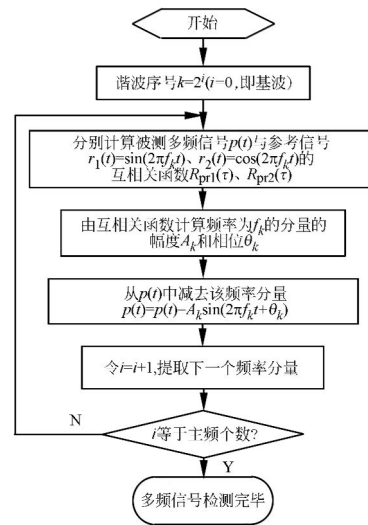 开始
谐波序号k=2^i(i=0,即基波)
分别计算被测多频信号p(t)与参考信号
r₁(t)=sin(2πfₖt)、r₂(t)=cos(2πfₖt)的
互相关函数Rpr1(τ)、Rpr2(τ)
由互相关函数计算频率为fₖ的分量的
幅度Aₖ和相位θₖ
从p(t)中减去该频率分量
p(t)=p(t)-Aₖsin(2πfₖt+θₖ)
令i=i+1,提取下一个频率分量
N
i等于主频个数?
Y
多频信号检测完毕